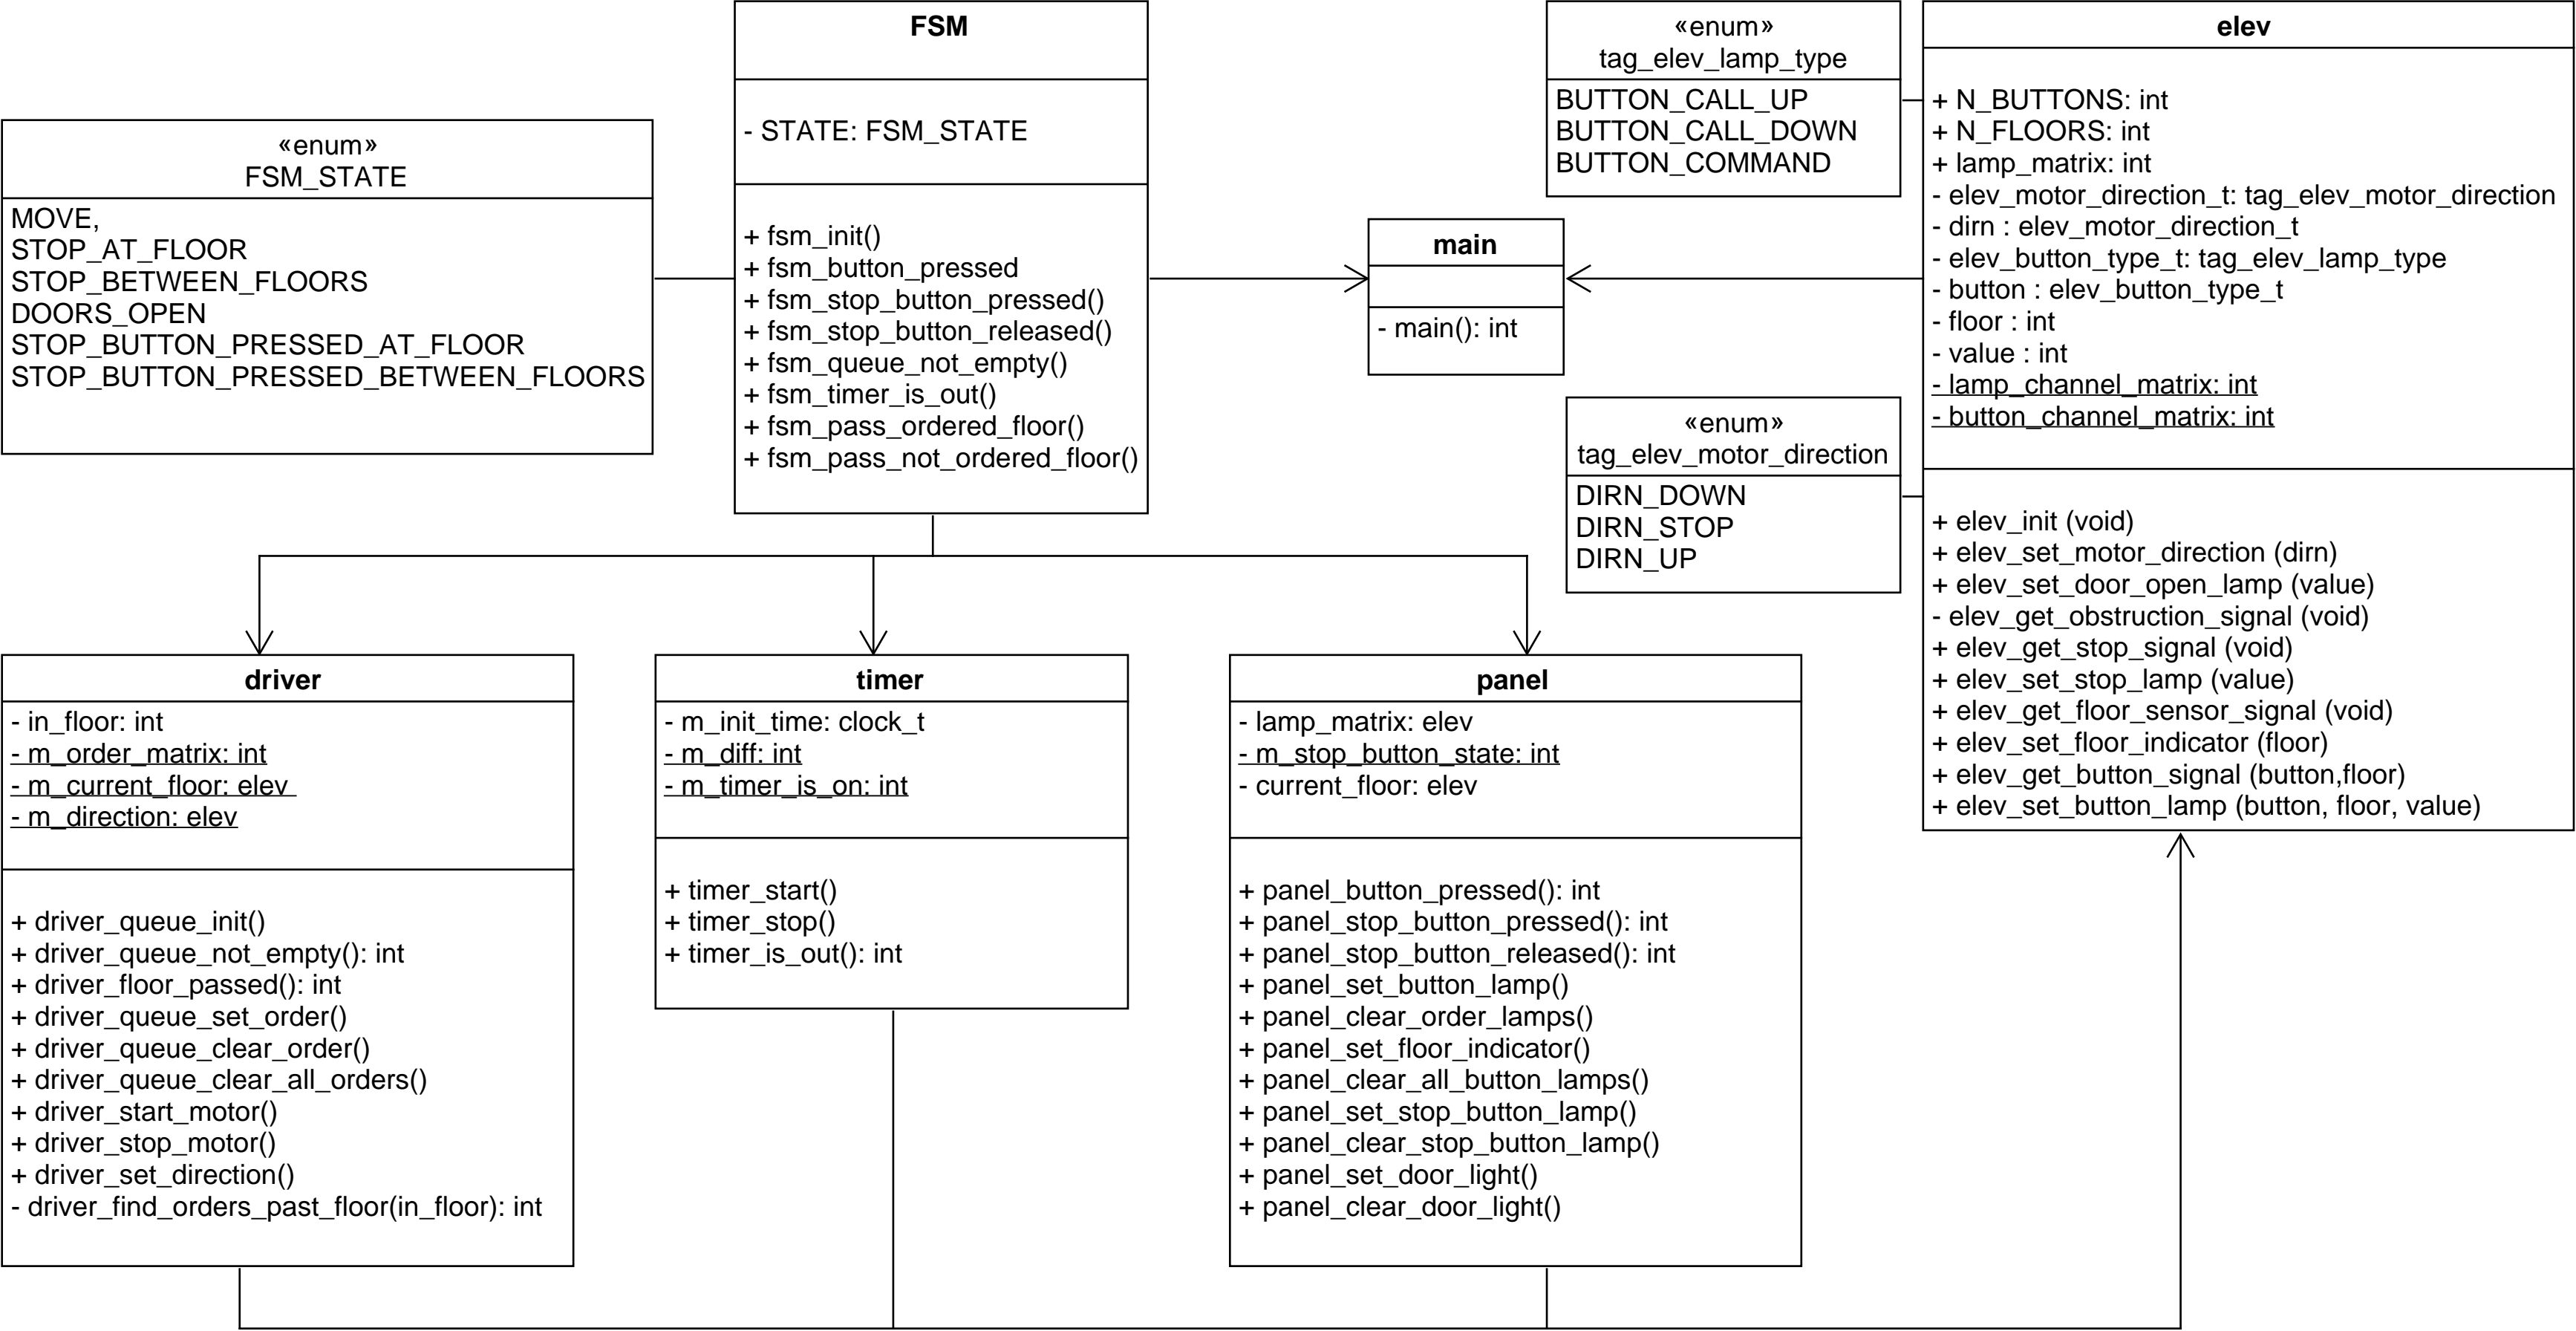 «enum»
FSM_STATE
MOVE,
STOP_AT_FLOOR
STOP_BETWEEN_FLOORS
DOORS_OPEN
STOP_BUTTON_PRESSED_AT_FLOOR
STOP_BUTTON_PRESSED_BETWEEN_FLOORS
FSM
- STATE: FSM_STATE
+ fsm_init()
+ fsm_button_pressed
+ fsm_stop_button_pressed()
+ fsm_stop_button_released()
+ fsm_queue_not_empty()
+ fsm_timer_is_out()
+ fsm_pass_ordered_floor()
+ fsm_pass_not_ordered_floor()
main
- main(): int
«enum»
tag_elev_lamp_type
BUTTON_CALL_UP
BUTTON_CALL_DOWN
BUTTON_COMMAND
«enum»
tag_elev_motor_direction
DIRN_DOWN
DIRN_STOP
DIRN_UP
elev
+ N_BUTTONS: int
+ N_FLOORS: int
+ lamp_matrix: int
- elev_motor_direction_t: tag_elev_motor_direction
- dirn : elev_motor_direction_t
- elev_button_type_t: tag_elev_lamp_type
- button : elev_button_type_t
- floor : int
- value : int
- lamp_channel_matrix: int
- button_channel_matrix: int
+ elev_init (void)
+ elev_set_motor_direction (dirn)
+ elev_set_door_open_lamp (value)
- elev_get_obstruction_signal (void)
+ elev_get_stop_signal (void)
+ elev_set_stop_lamp (value)
+ elev_get_floor_sensor_signal (void)
+ elev_set_floor_indicator (floor)
+ elev_get_button_signal (button,floor)
+ elev_set_button_lamp (button, floor, value)
driver
- in_floor: int
- m_order_matrix: int
- m_current_floor: elev
- m_direction: elev
+ driver_queue_init()
+ driver_queue_not_empty(): int
+ driver_floor_passed(): int
+ driver_queue_set_order()
+ driver_queue_clear_order()
+ driver_queue_clear_all_orders()
+ driver_start_motor()
+ driver_stop_motor()
+ driver_set_direction()
- driver_find_orders_past_floor(in_floor): int
timer
- m_init_time: clock_t
- m_diff: int
- m_timer_is_on: int
+ timer_start()
+ timer_stop()
+ timer_is_out(): int
panel
- lamp_matrix: elev
- m_stop_button_state: int
- current_floor: elev
+ panel_button_pressed(): int
+ panel_stop_button_pressed(): int
+ panel_stop_button_released(): int
+ panel_set_button_lamp()
+ panel_clear_order_lamps()
+ panel_set_floor_indicator()
+ panel_clear_all_button_lamps()
+ panel_set_stop_button_lamp()
+ panel_clear_stop_button_lamp()
+ panel_set_door_light()
+ panel_clear_door_light()